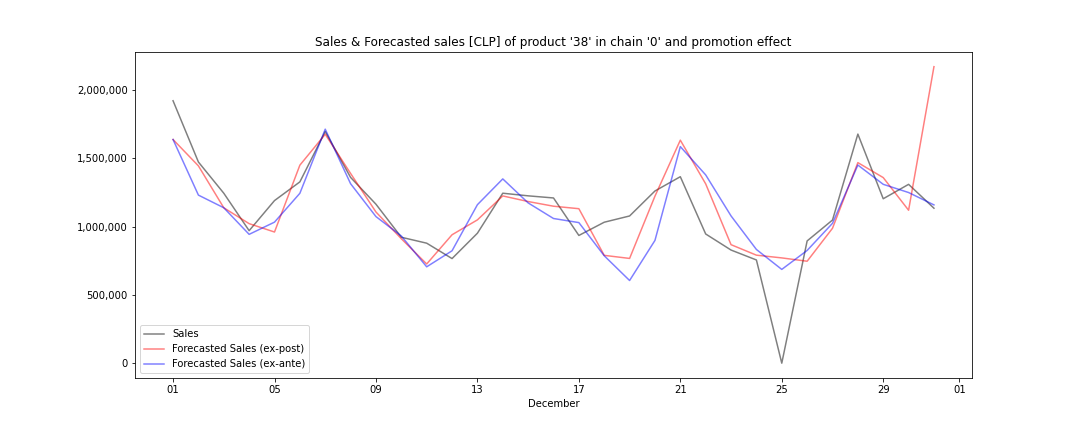 Sales & Forecasted sales [CLP] of product '38' in chain '0' and promotion effect
2,000,000
1,500,000
1,000,000
500,000
0
Sales
Forecasted Sales (ex-post)
Forecasted Sales (ex-ante)
01 05 09 13 17 21 25 29 01
December